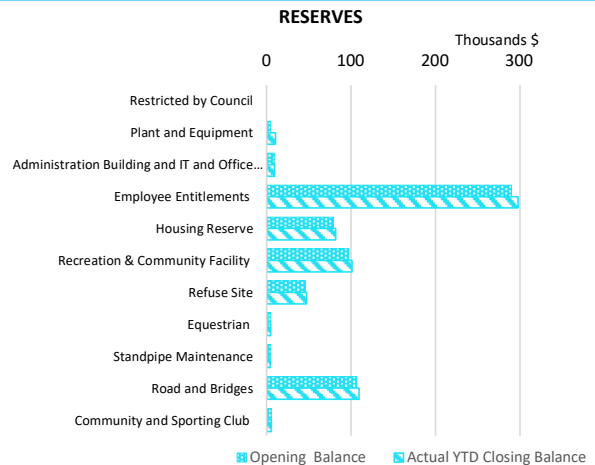 RESERVES
Thousands $
0 100 200 300
Restricted by Council
Plant and Equipment
Administration Building and IT and Office…
Employee Entitlements
Housing Reserve
Recreation & Community Facility
Refuse Site
Equestrian
Standpipe Maintenance
Road and Bridges
Community and Sporting Club
Opening Balance Actual YTD Closing Balance